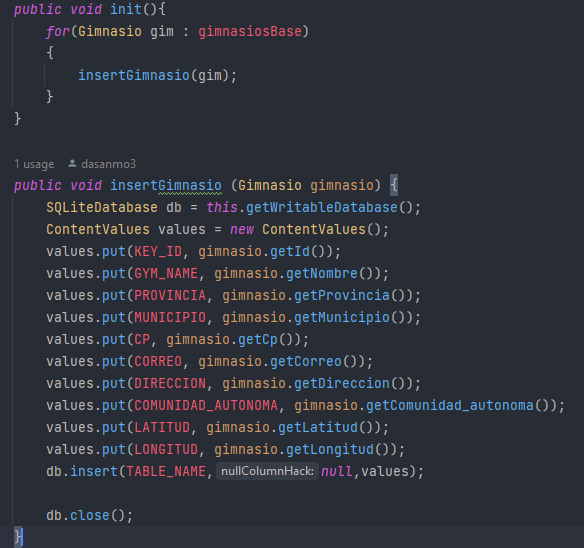 public void init(){
for(Gimnasio gim : gimnasiosBase)
{
insertGimnasio(gim);
}
}
1 usage dasanmo3
public void insertGimnasio (Gimnasio gimnasio) {
SQLiteDatabase db = this.getWritableDatabase();
ContentValues values = new ContentValues();
values.put(KEY_ID, gimnasio.getId());
values.put(GYM_NAME, gimnasio.getNombre());
values.put(PROVINCIA, gimnasio.getProvincia());
values.put(MUNICIPIO, gimnasio.getMunicipio());
values.put(CP, gimnasio.getCp());
values.put(CORREO, gimnasio.getCorreo());
values.put(DIRECCION, gimnasio.getDireccion());
values.put(COMUNIDAD_AUTONOMA, gimnasio.getComunidad_autonoma());
values.put(LATITUD, gimnasio.getLatitud());
values.put(LONGITUD, gimnasio.getLongitud());
db.insert(TABLE_NAME, nullColumnHack: null,values);
db.close();
}